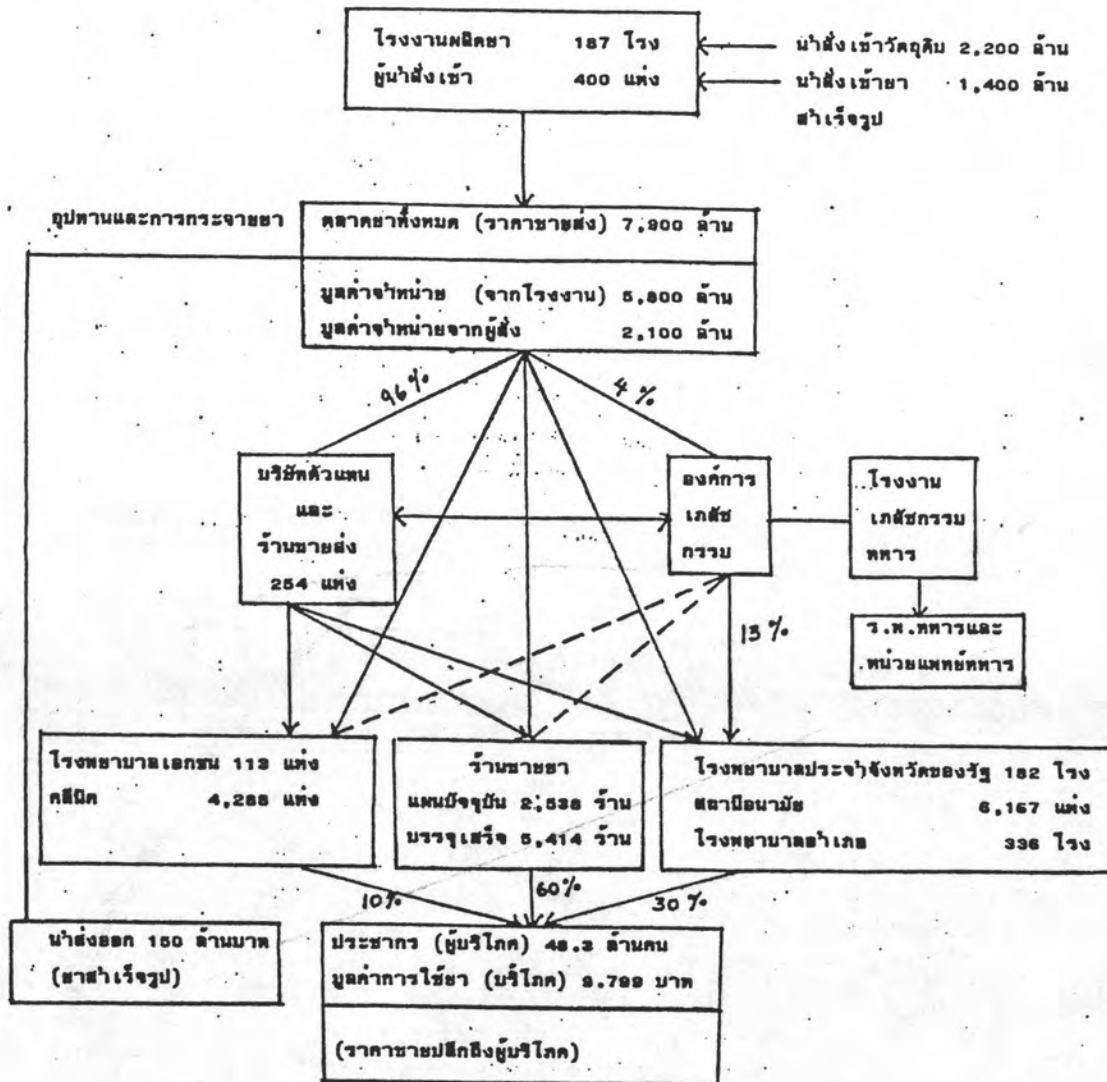 โรงงานผลิตยา 187 โรง
ผู้นำสั่งเข้า 400 แห่ง
นำสั่งเข้าวัตถุดิบ 2,200 ล้าน
นำสั่งเข้ายา 1,400 ล้าน
สำเร็จรูป
อุปทานและการกระจายยา
ตลาดยาทั้งหมด (ราคาขายส่ง) 7,900 ล้าน
มูลค่าจำหน่าย (จากโรงงาน) 5,800 ล้าน
มูลค่าจำหน่ายจากผู้สั่ง 2,100 ล้าน
96%
4%
บริษัทตัวแทน
และ
ร้านขายส่ง
254 แห่ง
องค์การ
เภสัช
กรรม
โรงงาน
เภสัชกรรม
ทหาร
13%
ร.พ.ทหารและ
หน่วยแพทย์ทหาร
โรงพยาบาลเอกชน 113 แห่ง
คลีนิค 4,288 แห่ง
ร้านขายยา
แผนปัจจุบัน 2,538 ร้าน
บรรจุเสร็จ 5,414 ร้าน
โรงพยาบาลประจำจังหวัดของรัฐ 182 โรง
สถานีอนามัย 6,167 แห่ง
โรงพยาบาลอำเภอ 336 โรง
10%
60%
30%
นำส่งออก 150 ล้านบาท
(ยาสำเร็จรูป)
ประชากร (ผู้บริโภค) 48.3 ล้านคน
มูลค่าการใช้ยา (บริโภค) 9.799 บาท
(ราคาขายปลีกถึงผู้บริโภค)